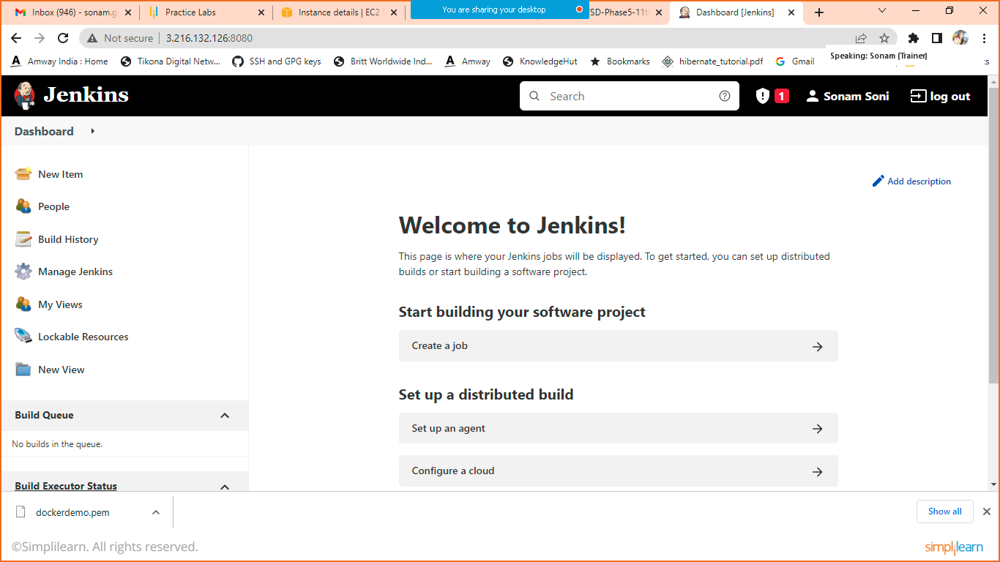 Inbox (946) - sonam.g
Practice Labs
Instance details | EC2
You are sharing your desktop
FSD-Phase5-11th
Dashboard [Jenkins]
Not secure
3.216.132.126:8080
Amway India : Home
Tikona Digital Netw...
SSH and GPG keys
Britt Worldwide Ind...
Amway
KnowledgeHut
Bookmarks
hibernate_tutorial.pdf
Gmail
Speaking: Sonam (Trainer)
Jenkins
Search
1
Sonam Soni
log out
Dashboard
New Item
People
Build History
Manage Jenkins
My Views
Lockable Resources
New View
Build Queue
No builds in the queue.
Build Executor Status
Add description
Welcome to Jenkins!
This page is where your Jenkins jobs will be displayed. To get started, you can set up distributed
builds or start building a software project.
Start building your software project
Create a job
Set up a distributed build
Set up an agent
Configure a cloud
dockerdemo.pem
Show all
©Simplilearn. All rights reserved.
simplilearn